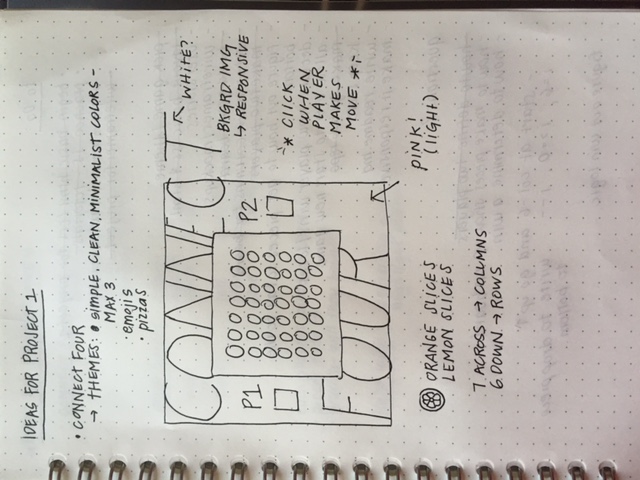 IDEAS FOR PROJECT 1
• CONNECT FOUR
→ THEMES: • simple, CLEAN, MINIMALIST COLORS -
MAX 3
• emojis
• pizzas
CONNECT
WHITE?
BKGRD IMG
↳ RESPONSIVE
P1
P2
* CLICK
WHEN
PLAYER
MAKES
MOVE *
FOUR
PINK!
(LIGHT)
ORANGE SLICES
LEMON SLICES
7 ACROSS → COLUMNS
6 DOWN → ROWS